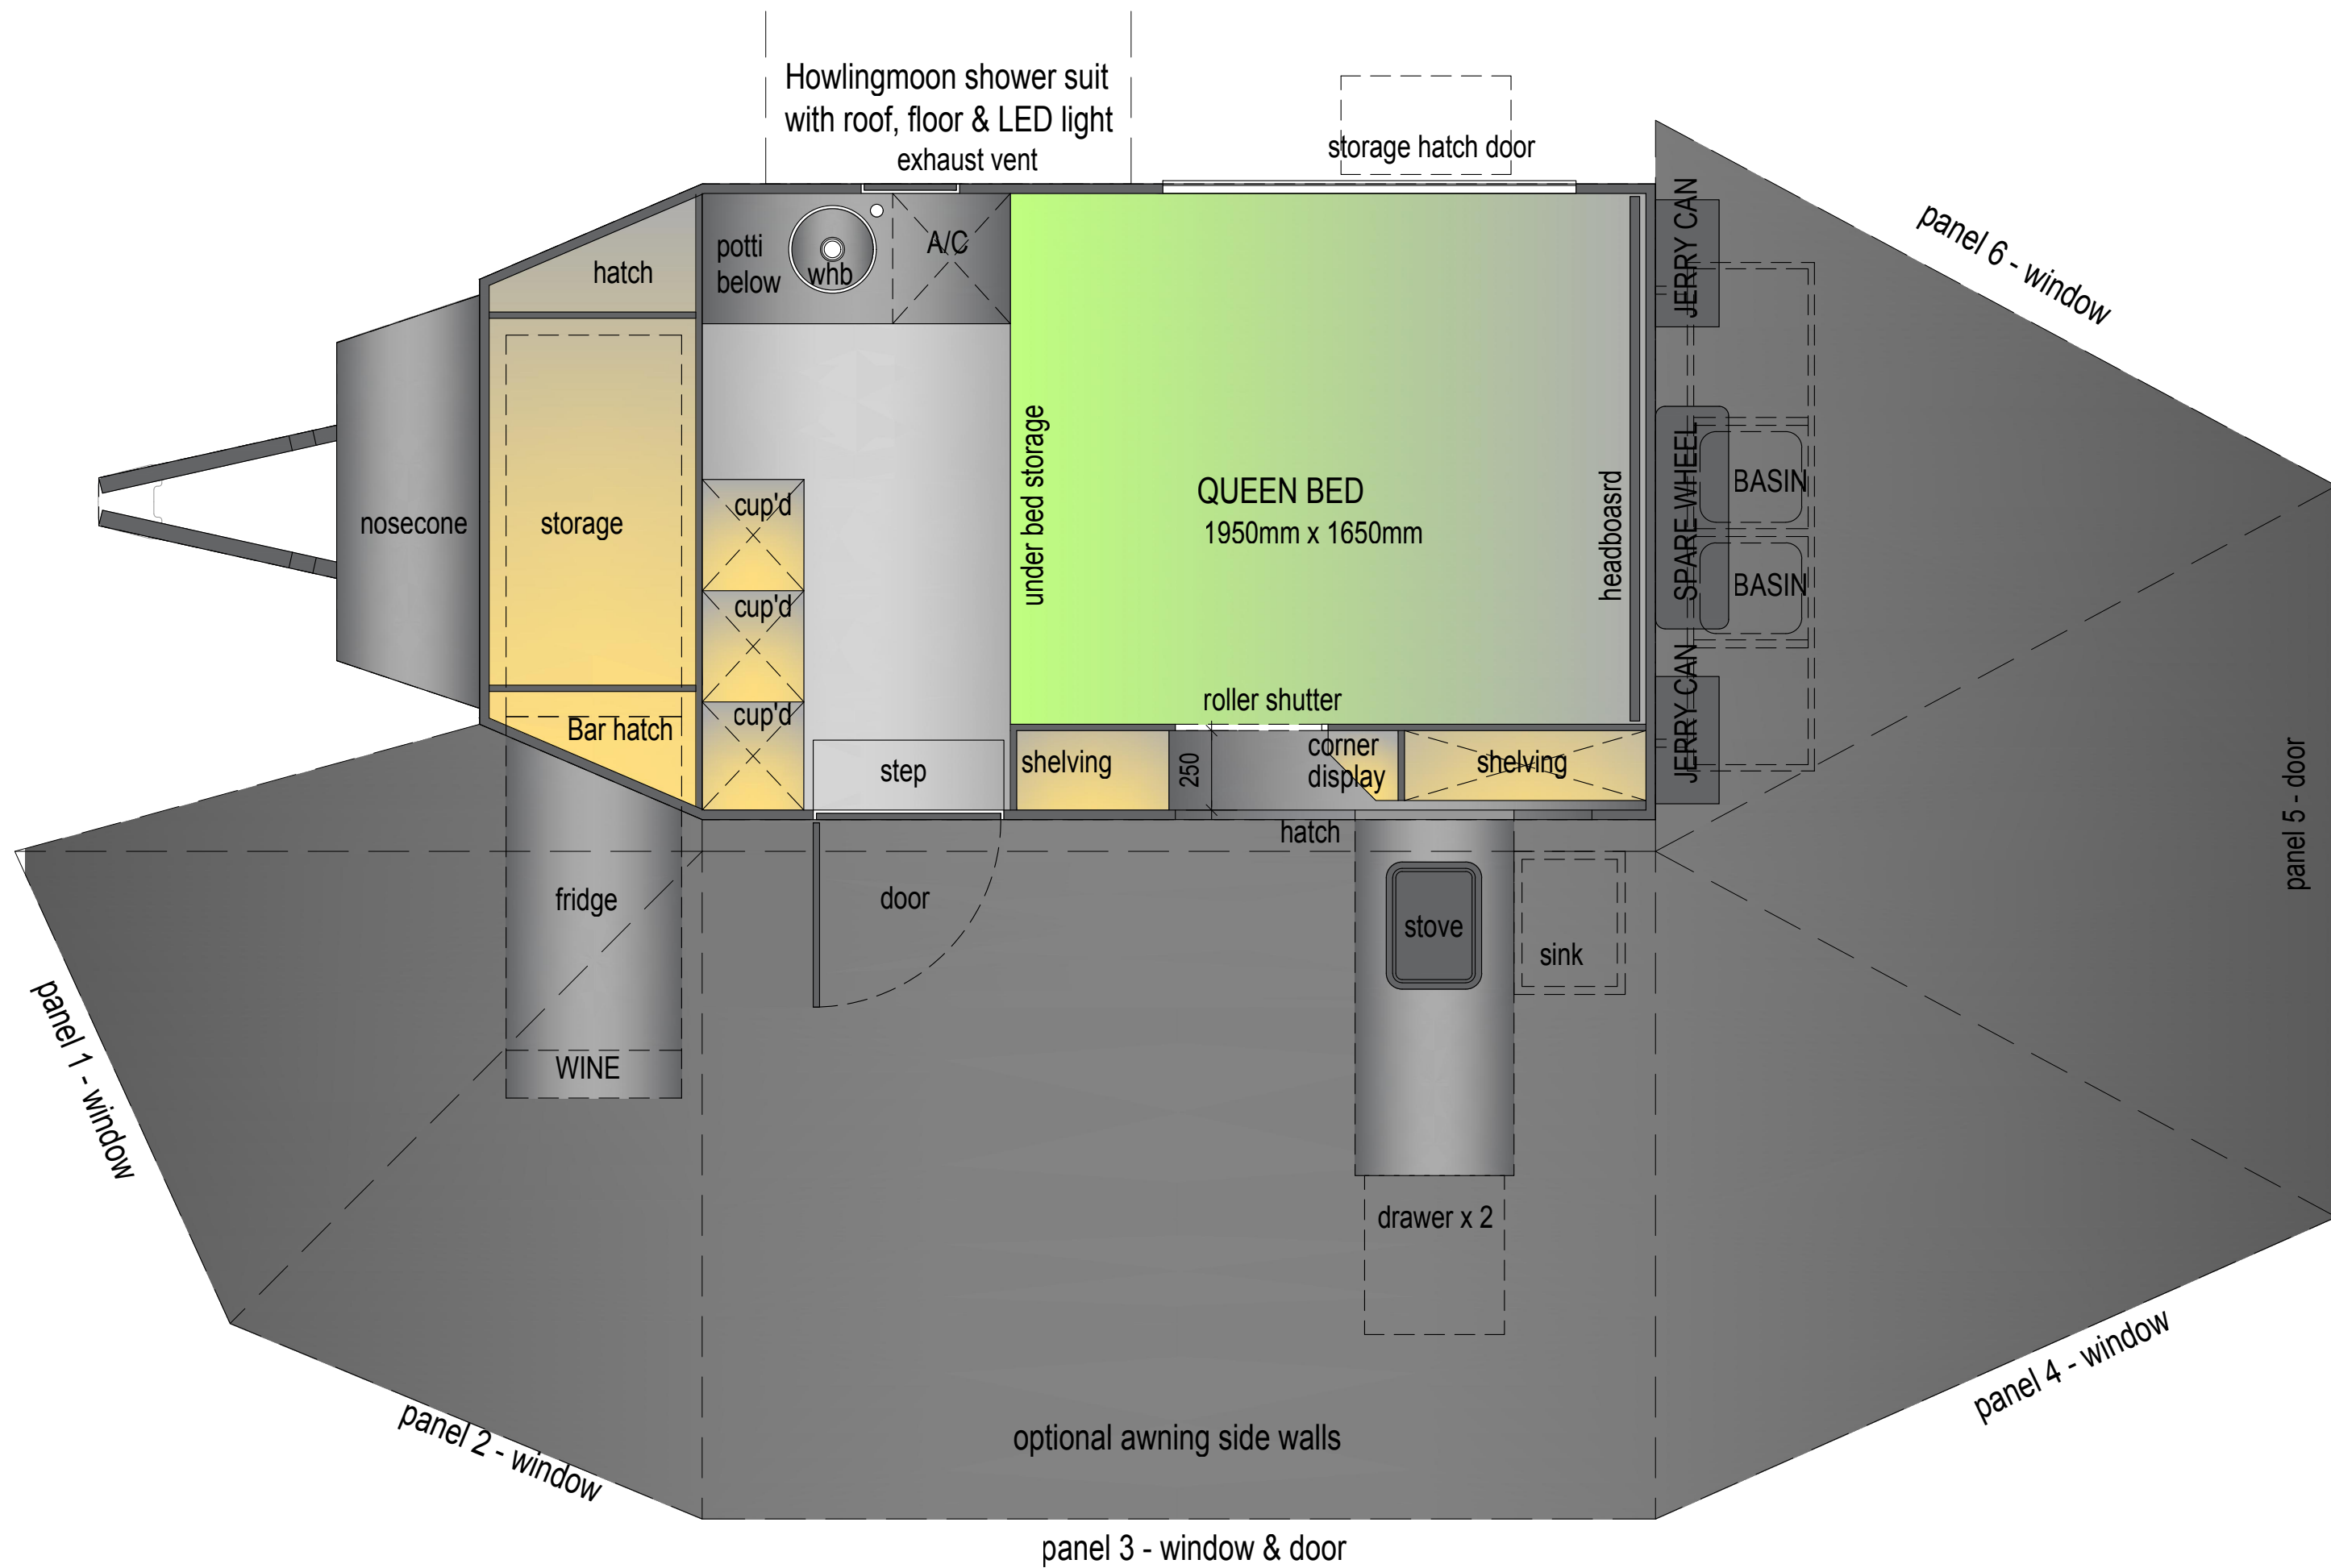 Howlingmoon shower suit
with roof, floor & LED light
exhaust vent
storage hatch door
panel 6 - window
JERRY CAN
hatch
potti
below
whb
A/C
under bed storage
QUEEN BED
1950mm x 1650mm
headboasrd
SPARE WHEEL
BASIN
BASIN
nosecone
storage
cup'd
cup'd
cup'd
Bar hatch
roller shutter
step
shelving
250
corner
display
shelving
JERRY CAN
panel 5 - door
hatch
fridge
door
stove
sink
WINE
panel 1 - window
drawer x 2
panel 2 - window
optional awning side walls
panel 4 - window
panel 3 - window & door